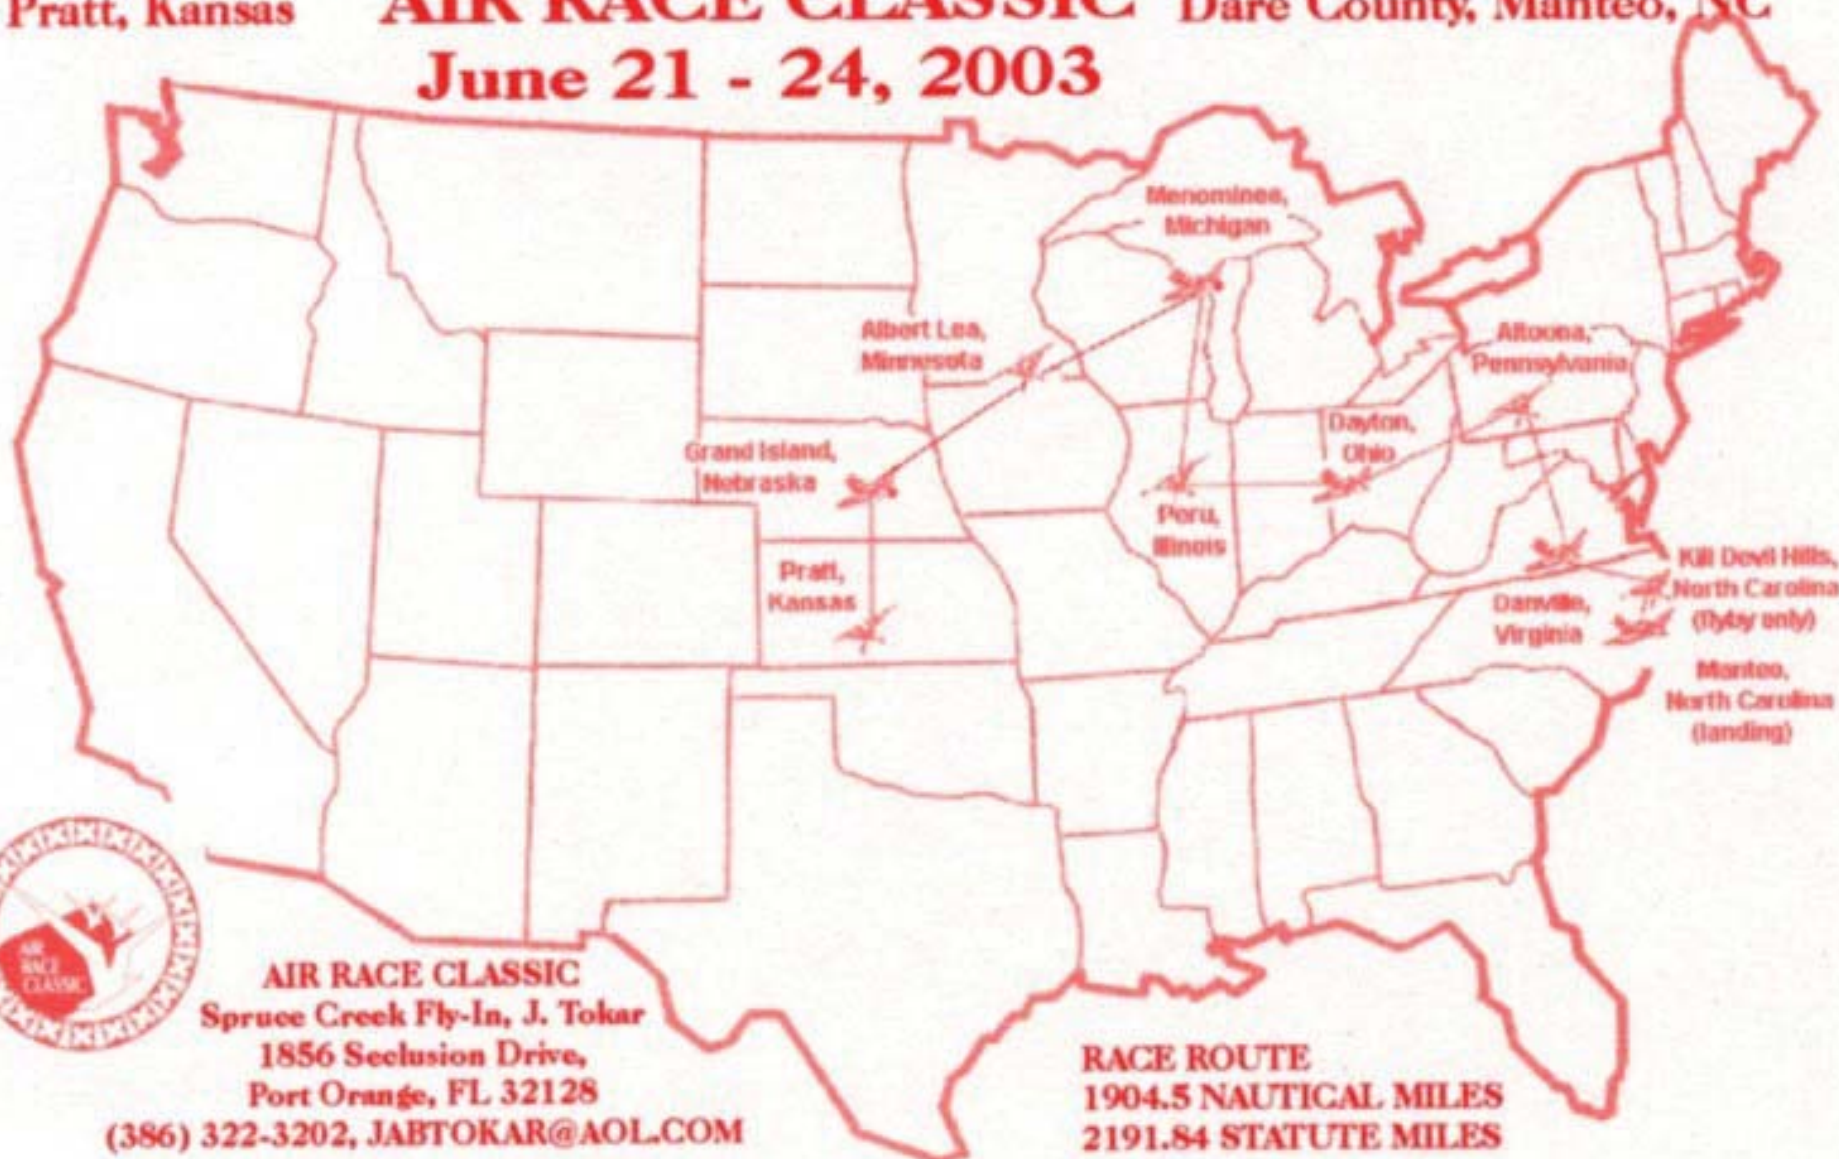 Pratt, Kansas AIR RACE CLASSIC Dare County, Manteo, NC
June 21 - 24, 2003
Menominee,
Michigan
Albert Lea,
Minnesota
Altoona,
Pennsylvania
Dayton,
Ohio
Grand Island,
Nebraska
Peru,
Illinois
Pratt,
Kansas
Kill Devil Hills,
North Carolina
(flyby only)
Danville,
Virginia
Manteo,
North Carolina
(landing)
AIR
RACE
CLASSIC
AIR RACE CLASSIC
Spruce Creek Fly-In, J. Tokar
1856 Seclusion Drive,
Port Orange, FL 32128
(386) 322-3202, JABTOKAR@AOL.COM
RACE ROUTE
1904.5 NAUTICAL MILES
2191.84 STATUTE MILES